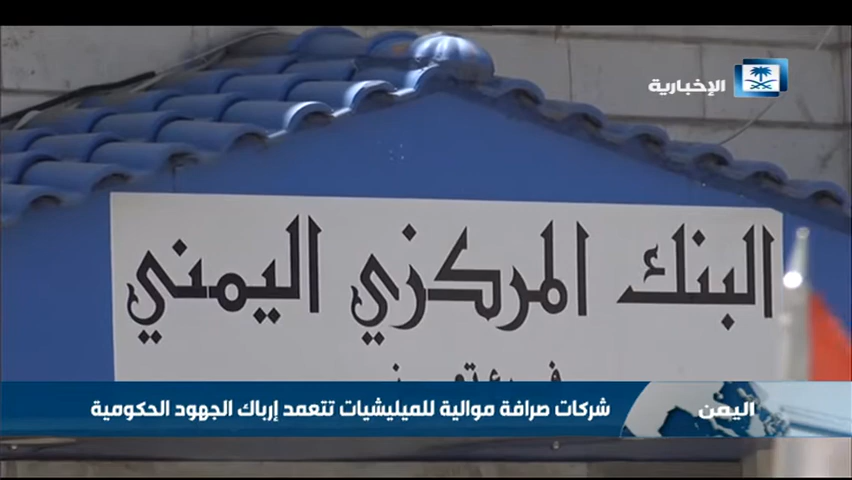 الإخبارية
البنك المركزي اليمني
اليمن
شركات صرافة موالية للميليشيات تتعمد إرباك الجهود الحكومية